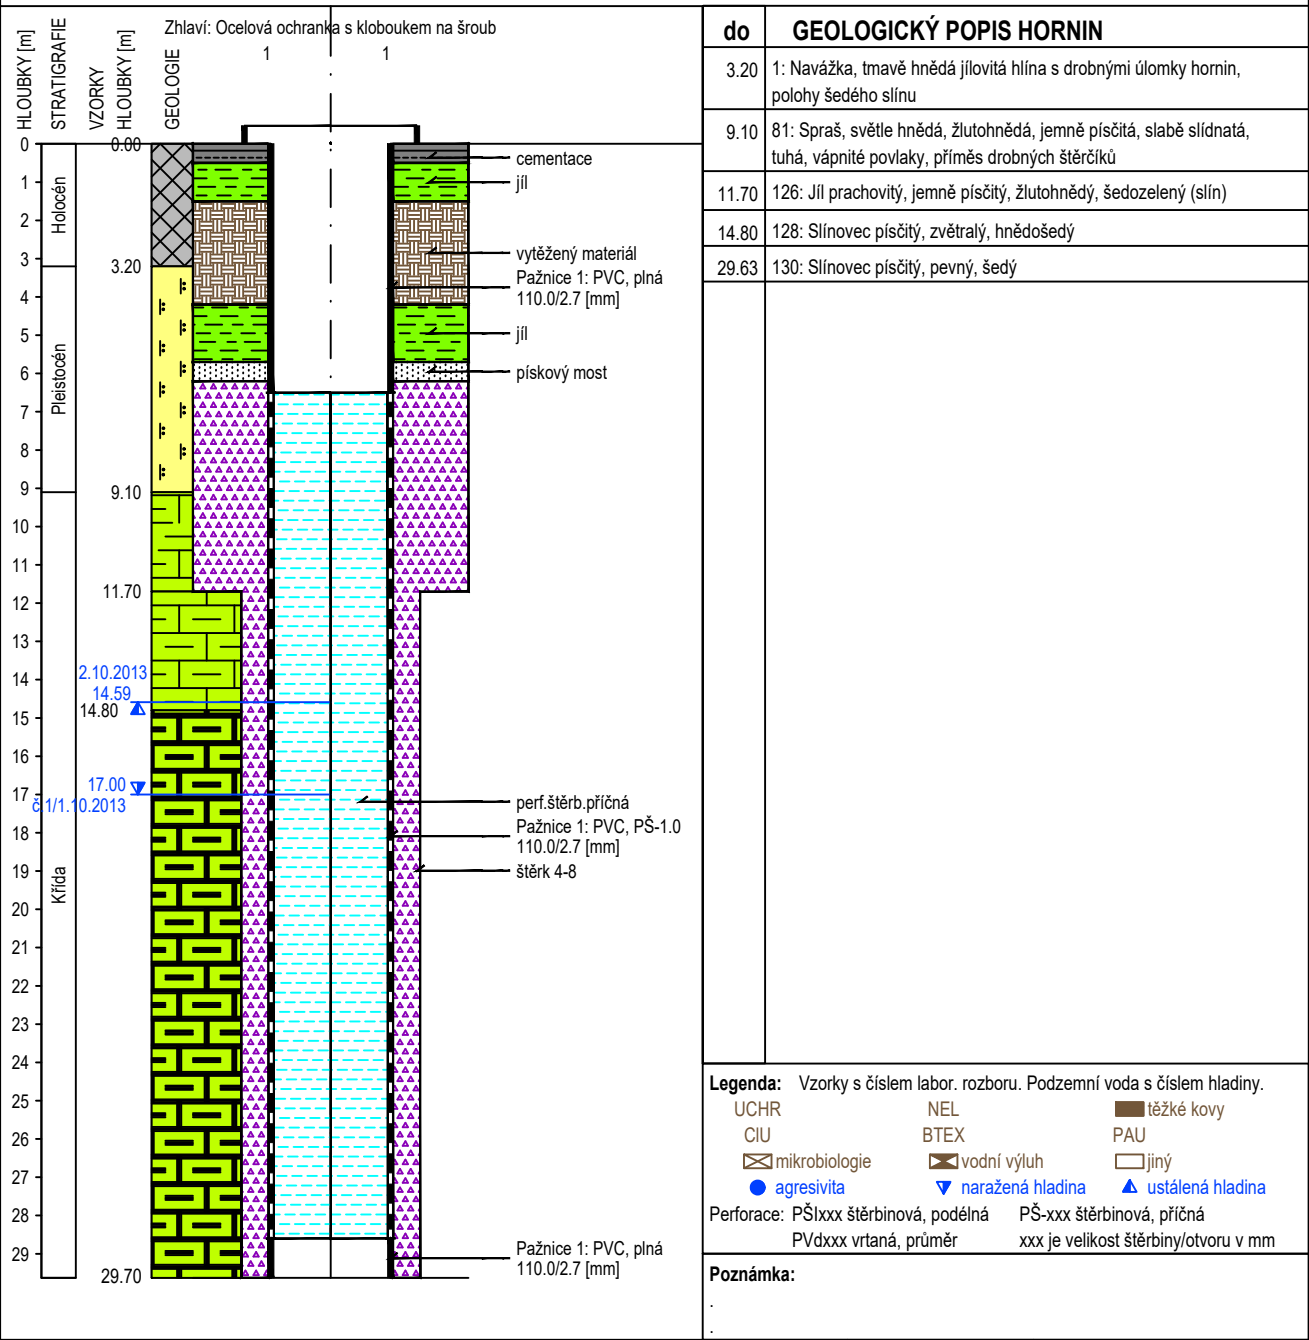 HLOUBKY [m]
STRATIGRAFIE
VZORKY
HLOUBKY [m]
GEOLOGIE
Zhlaví: Ocelová ochranka s kloboukem na šroub
1 1
0
1
2
3
4
5
6
7
8
9
10
11
12
13
14
15
16
17
18
19
20
21
22
23
24
25
26
27
28
29
Holocén
Pleistocén
Křída
0.00
3.20
9.10
11.70
2.10.2013
14.59
14.80
17.00
č.1/1.10.2013
29.70
cementace
jíl
vytěžený materiál
Pažnice 1: PVC, plná
110.0/2.7 [mm]
jíl
pískový most
perf.štěrb.příčná
Pažnice 1: PVC, PŠ-1.0
110.0/2.7 [mm]
štěrk 4-8
Pažnice 1: PVC, plná
110.0/2.7 [mm]
do GEOLOGICKÝ POPIS HORNIN
3.20 1: Navážka, tmavě hnědá jílovitá hlína s drobnými úlomky hornin,
polohy šedého slínu
9.10 81: Spraš, světle hnědá, žlutohnědá, jemně písčitá, slabě slídnatá,
tuhá, vápnité povlaky, příměs drobných štěrčíků
11.70 126: Jíl prachovitý, jemně písčitý, žlutohnědý, šedozelený (slín)
14.80 128: Slínovec písčitý, zvětralý, hnědošedý
29.63 130: Slínovec písčitý, pevný, šedý
Legenda: Vzorky s číslem labor. rozboru. Podzemní voda s číslem hladiny.
UCHR NEL těžké kovy
CIU BTEX PAU
mikrobiologie vodní výluh jiný
agresivita naražená hladina ustálená hladina
Perforace: PŠIxxx štěrbinová, podélná PŠ-xxx štěrbinová, příčná
PVdxxx vrtaná, průměr xxx je velikost štěrbiny/otvoru v mm
Poznámka:
.
.